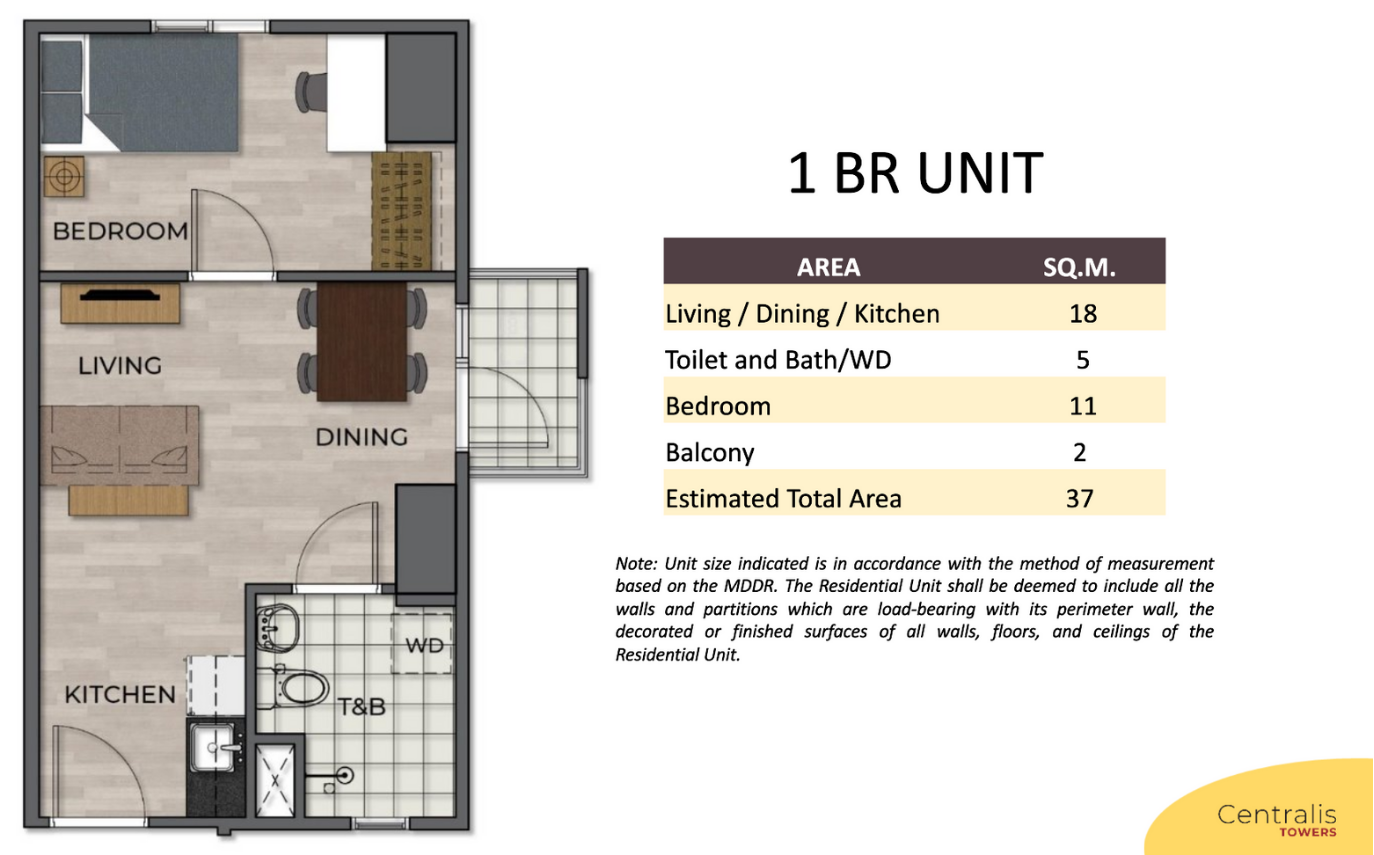 BEDROOM
LIVING
DINING
KITCHEN
WD
T&B
1 BR UNIT
AREA SQ.M.
Living / Dining / Kitchen 18
Toilet and Bath/WD 5
Bedroom 11
Balcony 2
Estimated Total Area 37
Note: Unit size indicated is in accordance with the method of measurement
based on the MDDR. The Residential Unit shall be deemed to include all the
walls and partitions which are load-bearing with its perimeter wall, the
decorated or finished surfaces of all walls, floors, and ceilings of the
Residential Unit.
Centralis
TOWERS